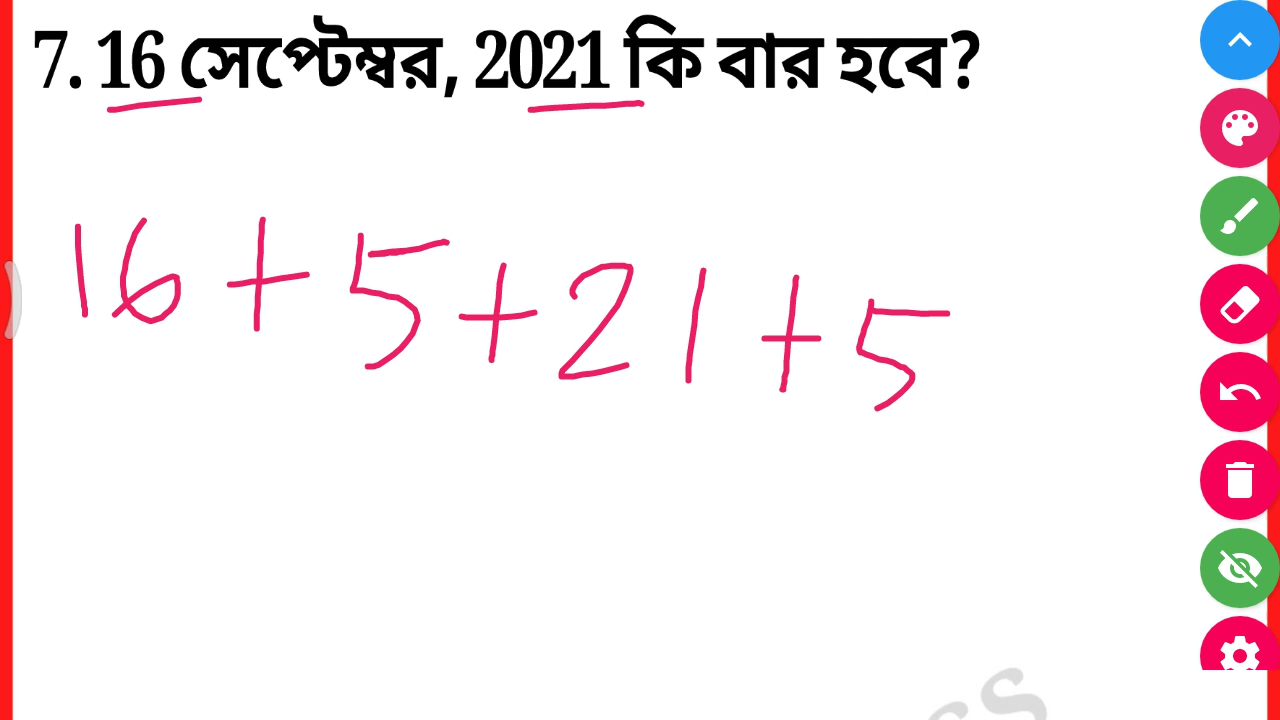 7. 16 সেপ্টেম্বর, 2021 কি বার হবে?
16 + 5 + 21 + 5